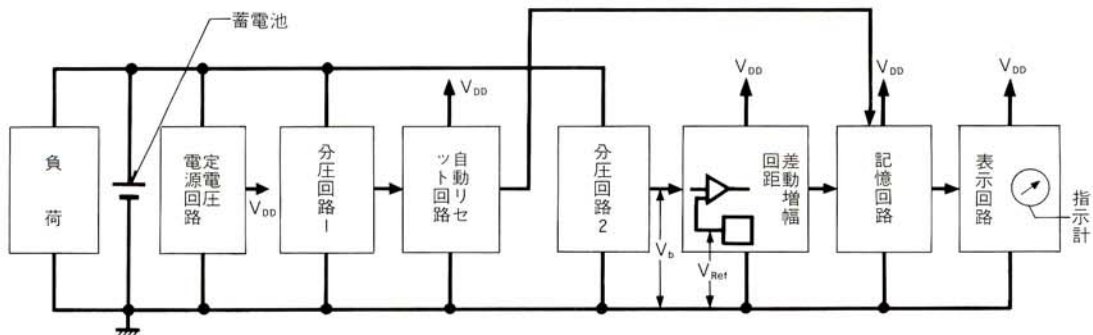 蓄電池
負荷
定電圧
電源回路
V_DD
分圧回路1
自動リセ
ット回路
V_DD
分圧回路2
V_b
V_DD
差動増幅
回距
V_Ref
V_DD
記憶回路
V_DD
表示回路
指示計